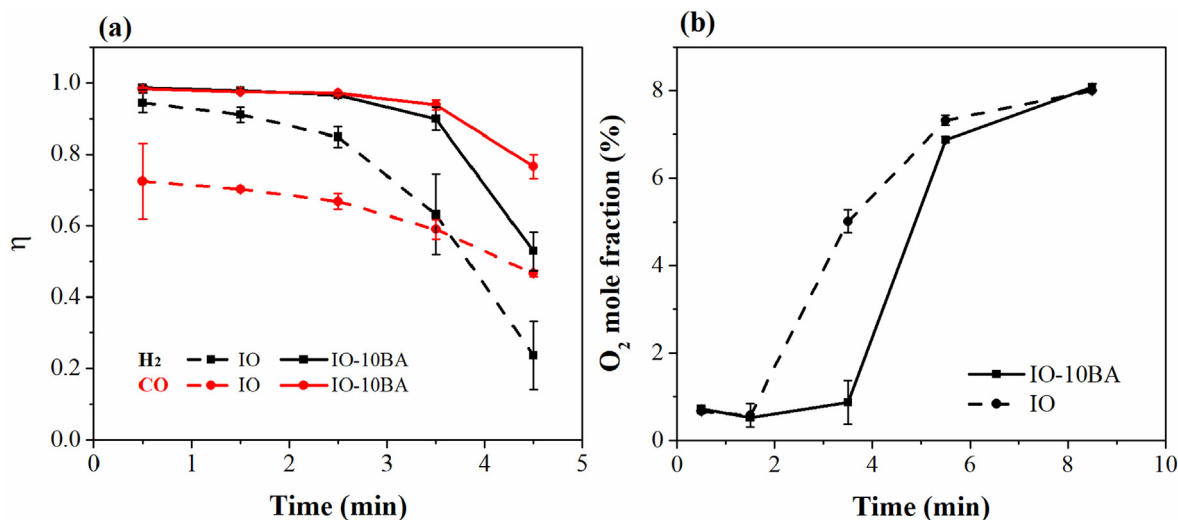 (a)
1.0
0.8
0.6
0.4
0.2
0.0
η
H₂ IO IO-10BA
CO IO IO-10BA
0 1 2 3 4 5
Time (min)
(b)
8
6
4
2
0
O₂ mole fraction (%)
IO-10BA
IO
0 2 4 6 8 10
Time (min)